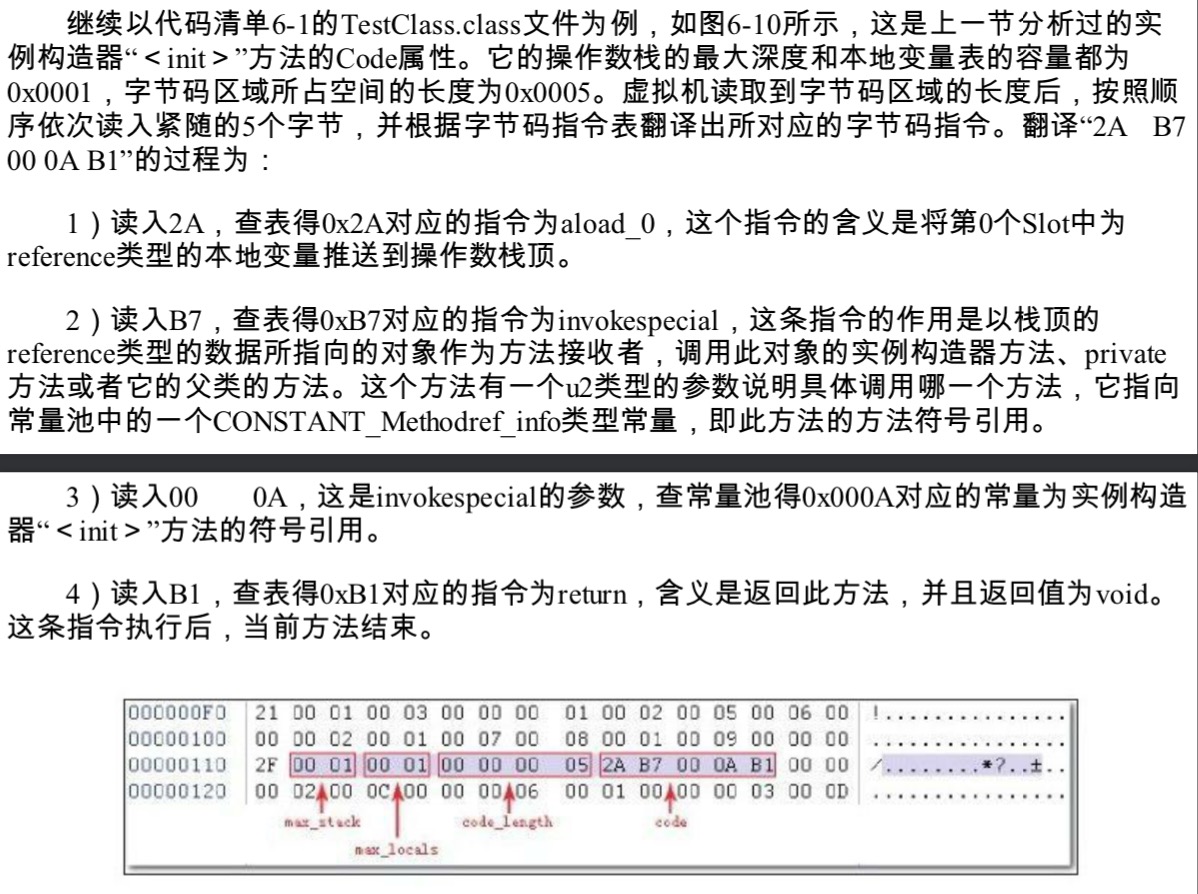 继续以代码清单6-1的TestClass.class文件为例，如图6-10所示，这是上一节分析过的实
例构造器“＜init＞”方法的Code属性。它的操作数栈的最大深度和本地变量表的容量都为
0x0001，字节码区域所占空间的长度为0x0005。虚拟机读取到字节码区域的长度后，按照顺
序依次读入紧随的5个字节，并根据字节码指令表翻译出所对应的字节码指令。翻译“2A B7
00 0A B1”的过程为：
1）读入2A，查表得0x2A对应的指令为aload_0，这个指令的含义是将第0个Slot中为
reference类型的本地变量推送到操作数栈顶。
2）读入B7，查表得0xB7对应的指令为invokespecial，这条指令的作用是以栈顶的
reference类型的数据所指向的对象作为方法接收者，调用此对象的实例构造器方法、private
方法或者它的父类的方法。这个方法有一个u2类型的参数说明具体调用哪一个方法，它指向
常量池中的一个CONSTANT_Methodref_info类型常量，即此方法的方法符号引用。
3）读入00 0A，这是invokespecial的参数，查常量池得0x000A对应的常量为实例构造
器“＜init＞”方法的符号引用。
4）读入B1，查表得0xB1对应的指令为return，含义是返回此方法，并且返回值为void。
这条指令执行后，当前方法结束。
000000F0 21 00 01 00 03 00 00 00 01 00 02 00 05 00 06 00 !...............
00000100 00 00 02 00 01 00 07 00 08 00 01 00 09 00 00 00 ................
00000110 2F 00 01 00 01 00 00 00 05 2A B7 00 0A B1 00 00 /........*?..±..
00000120 00 02 00 0C 00 00 00 06 00 01 00 00 00 03 00 0D ................
max_stack code_length code
max_locals